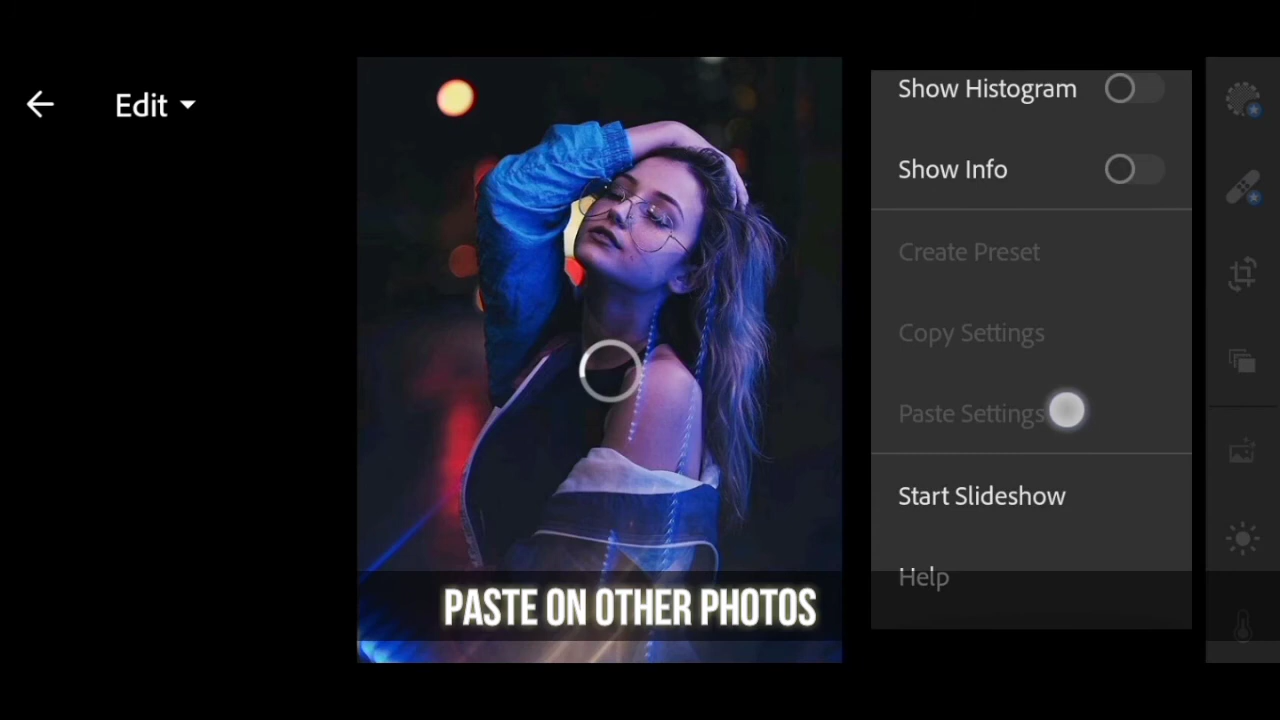 Edit
Show Histogram
Show Info
Create Preset
Copy Settings
Paste Settings
Start Slideshow
Help
PASTE ON OTHER PHOTOS